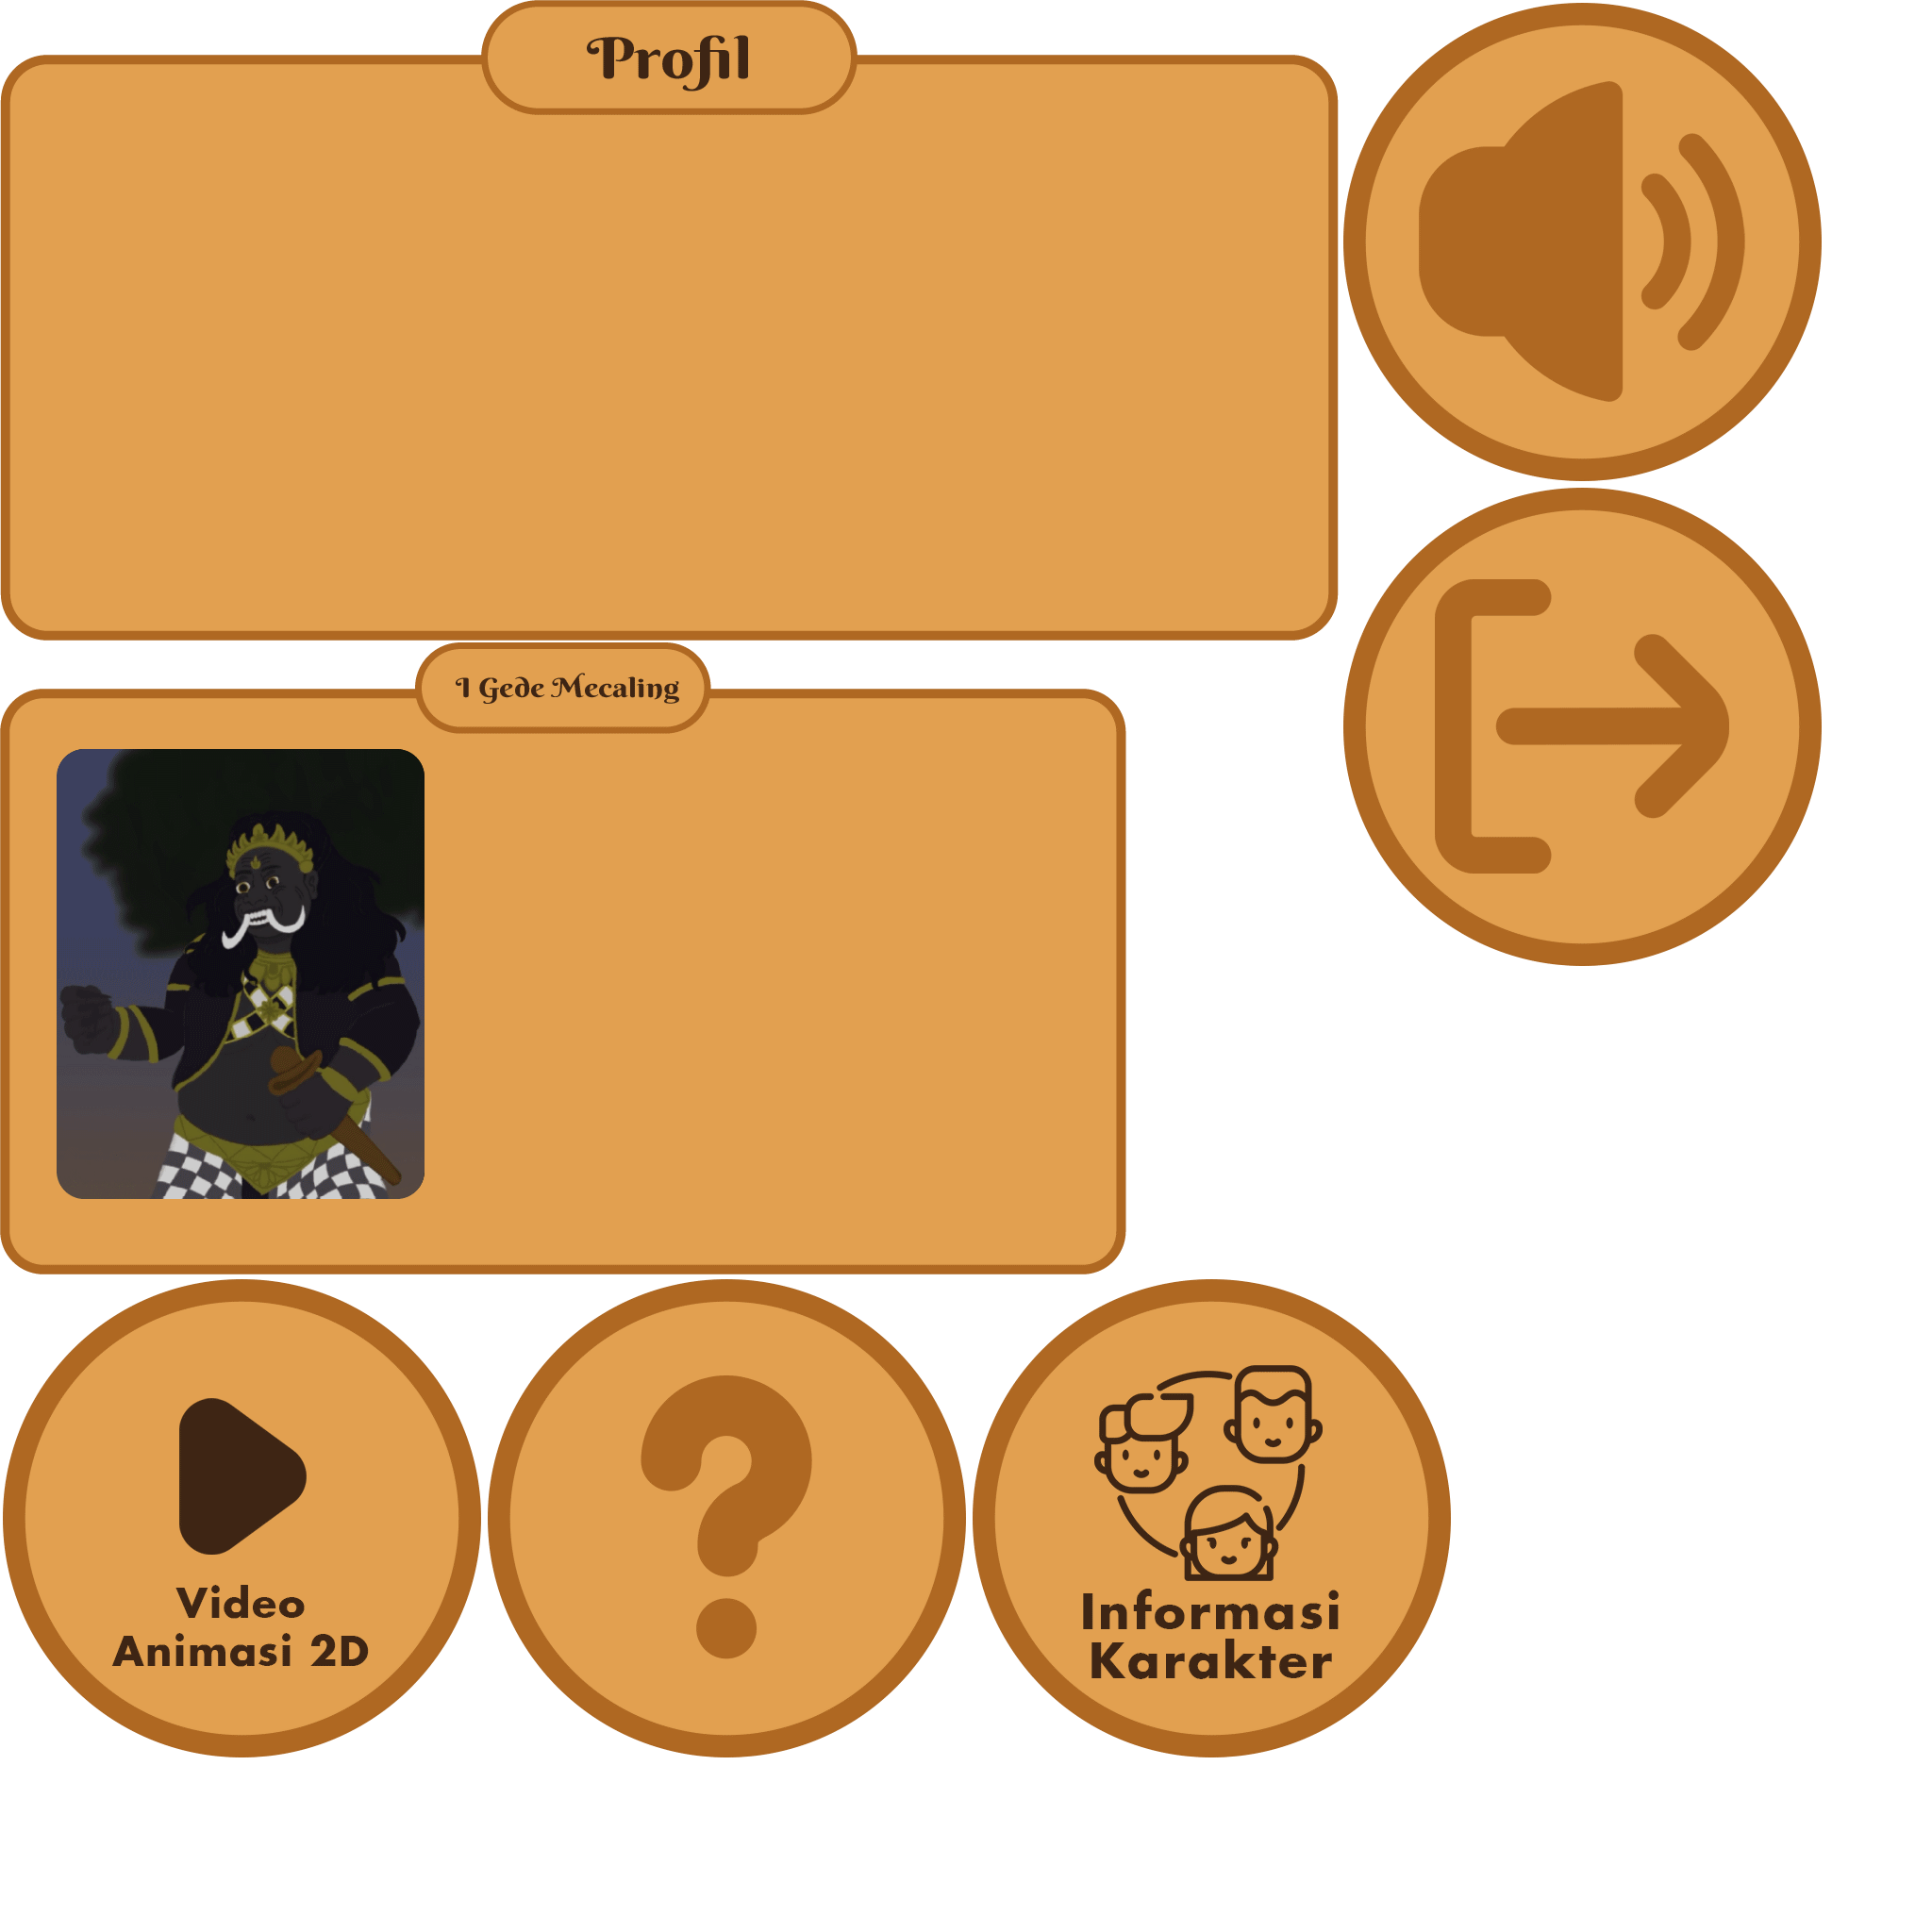 Profil
I Gede Mecaling
Video
Animasi 2D
?
Informasi
Karakter